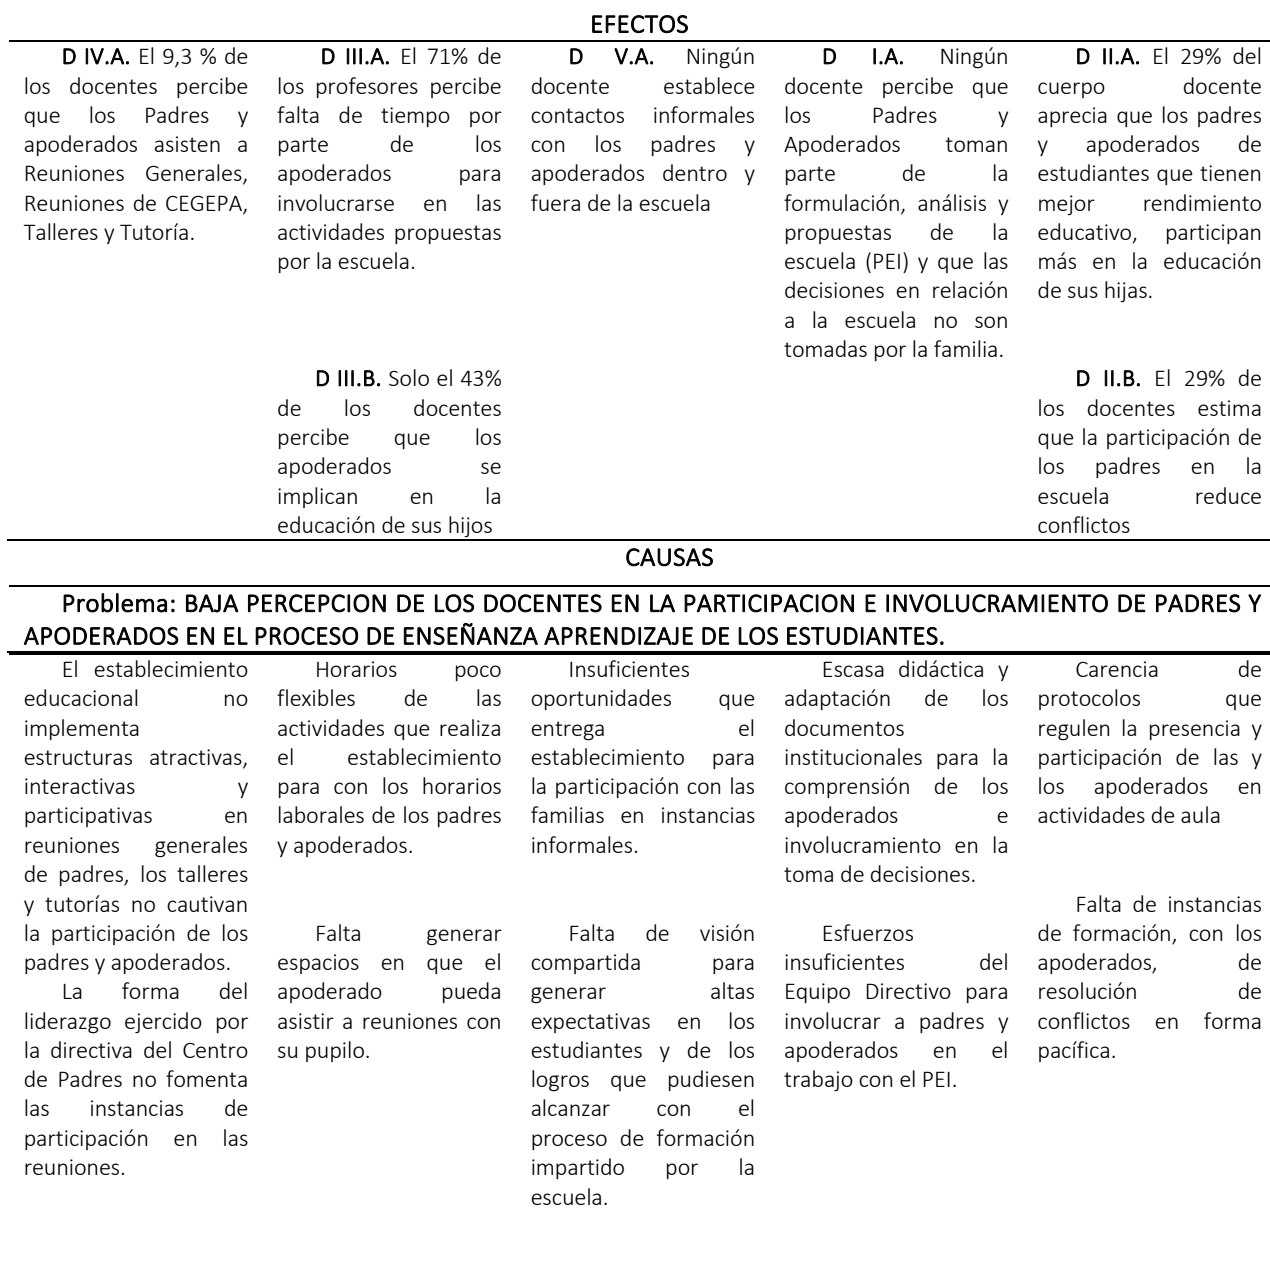 EFECTOS
D IV.A. El 9,3 % de
los docentes percibe
que los Padres y
apoderados asisten a
Reuniones Generales,
Reuniones de CEGEPA,
Talleres y Tutoría.
D III.A. El 71% de
los profesores percibe
falta de tiempo por
parte de los
apoderados para
involucrarse en las
actividades propuestas
por la escuela.
D V.A. Ningún
docente establece
contactos informales
con los padres y
apoderados dentro y
fuera de la escuela
D I.A. Ningún
docente percibe que
los Padres y
Apoderados toman
parte de la
formulación, análisis y
propuestas de la
escuela (PEI) y que las
decisiones en relación
a la escuela no son
tomadas por la familia.
D II.A. El 29% del
cuerpo docente
aprecia que los padres
y apoderados de
estudiantes que tienen
mejor rendimiento
educativo, participan
más en la educación
de sus hijas.
D III.B. Solo el 43%
de los docentes
percibe que los
apoderados se
implican en la
educación de sus hijos
D II.B. El 29% de
los docentes estima
que la participación de
los padres en la
escuela reduce
conflictos
CAUSAS
Problema: BAJA PERCEPCION DE LOS DOCENTES EN LA PARTICIPACION E INVOLUCRAMIENTO DE PADRES Y
APODERADOS EN EL PROCESO DE ENSEÑANZA APRENDIZAJE DE LOS ESTUDIANTES.
El establecimiento
educacional no
implementa
estructuras atractivas,
interactivas y
participativas en
reuniones generales
de padres, los talleres
y tutorías no cautivan
la participación de los
padres y apoderados.
La forma del
liderazgo ejercido por
la directiva del Centro
de Padres no fomenta
las instancias de
participación en las
reuniones.
Horarios poco
flexibles de las
actividades que realiza
el establecimiento
para con los horarios
laborales de los padres
y apoderados.
Falta generar
espacios en que el
apoderado pueda
asistir a reuniones con
su pupilo.
Insuficientes
oportunidades que
entrega el
establecimiento para
la participación con las
familias en instancias
informales.
Falta de visión
compartida para
generar altas
expectativas en los
estudiantes y de los
logros que pudiesen
alcanzar con el
proceso de formación
impartido por la
escuela.
Escasa didáctica y
adaptación de los
documentos
institucionales para la
comprensión de los
apoderados e
involucramiento en la
toma de decisiones.
Esfuerzos
insuficientes del
Equipo Directivo para
involucrar a padres y
apoderados en el
trabajo con el PEI.
Carencia de
protocolos que
regulen la presencia y
participación de las y
los apoderados en
actividades de aula
Falta de instancias
de formación, con los
apoderados, de
resolución de
conflictos en forma
pacífica.